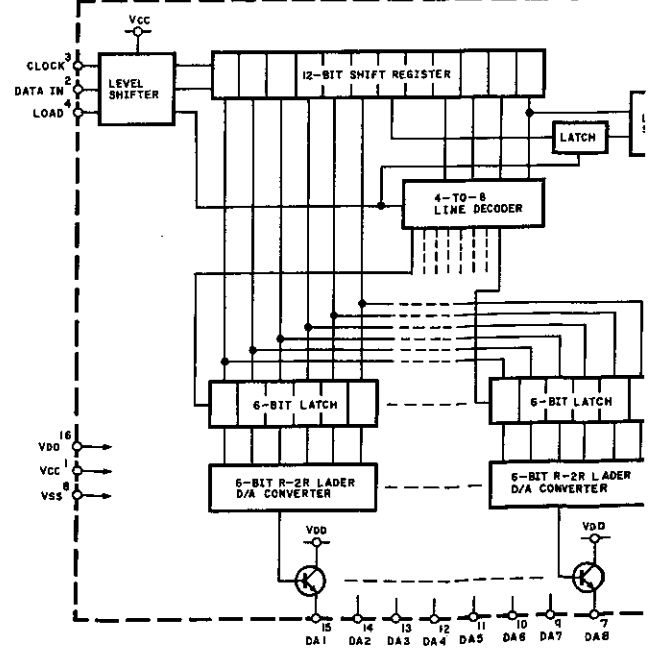 VCC
CLOCK 3
DATA IN 2
LOAD 4
LEVEL SHIFTER
12-BIT SHIFT REGISTER
LATCH
4-TO-8
LINE DECODER
6-BIT LATCH
6-BIT LATCH
VDD 16
VCC 1
VSS 8
6-BIT R-2R LADER
D/A CONVERTER
6-BIT R-2R LADER
D/A CONVERTER
VDD
VDD
15 14 13 12 11 10 9 7
DA1 DA2 DA3 DA4 DA5 DA6 DA7 DA8